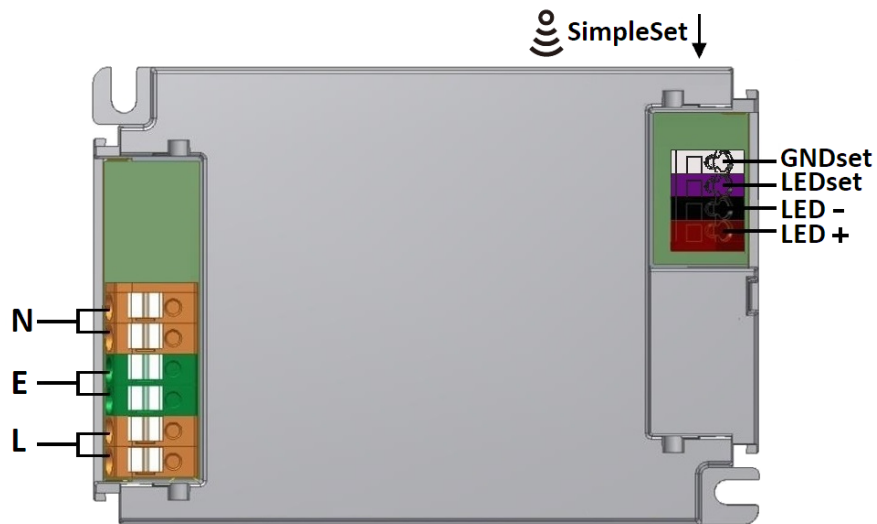 SimpleSet
GNDset
LEDset
LED -
LED +
N
E
L